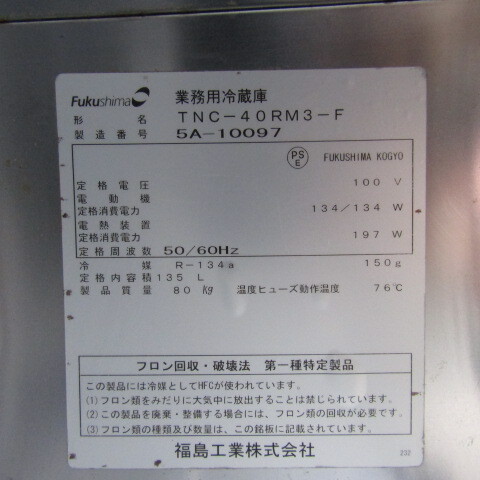 Fukushima 業務用冷蔵庫
形名 TNC-40RM3-F
製造番号 5A-10097
PS E FUKUSHIMA KOGYO
定格電圧 100 V
電動機
定格消費電力 134/134 W
電熱装置
定格消費電力 197 W
定格周波数 50/60Hz
冷媒 R-134a 150g
定格内容積 135 L
製品質量 80 kg 温度ヒューズ動作温度 76℃
フロン回収・破壊法 第一種特定製品
この製品には冷媒としてHFCが使われています。
(1)フロン類をみだりに大気中に放出することは禁じられています。
(2)この製品を廃棄・整備する場合には、フロン類の回収が必要です。
(3)フロン類の種類及び数量は、この銘板に記載されています。
福島工業株式会社
232